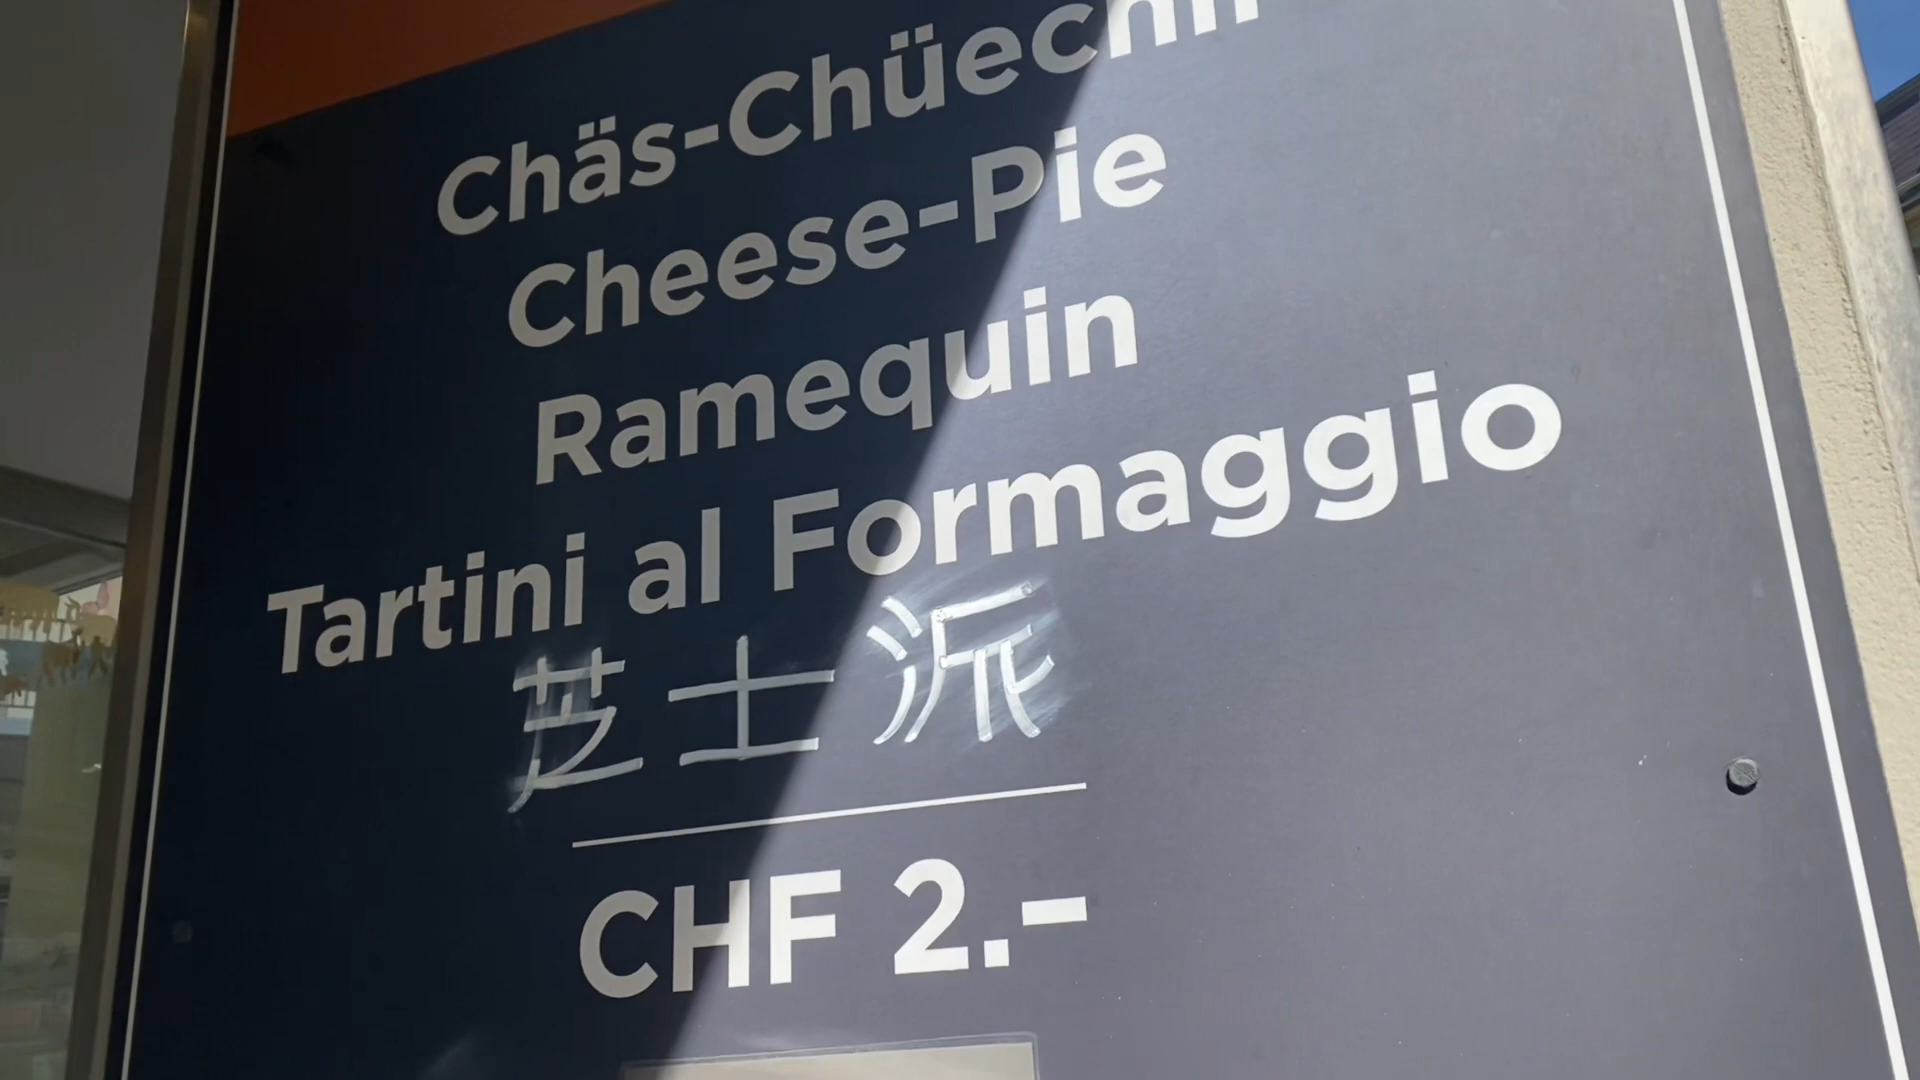 Chäs-Chüechli
Cheese-Pie
Ramequin
Tartini al Formaggio
芝士派
CHF 2.-